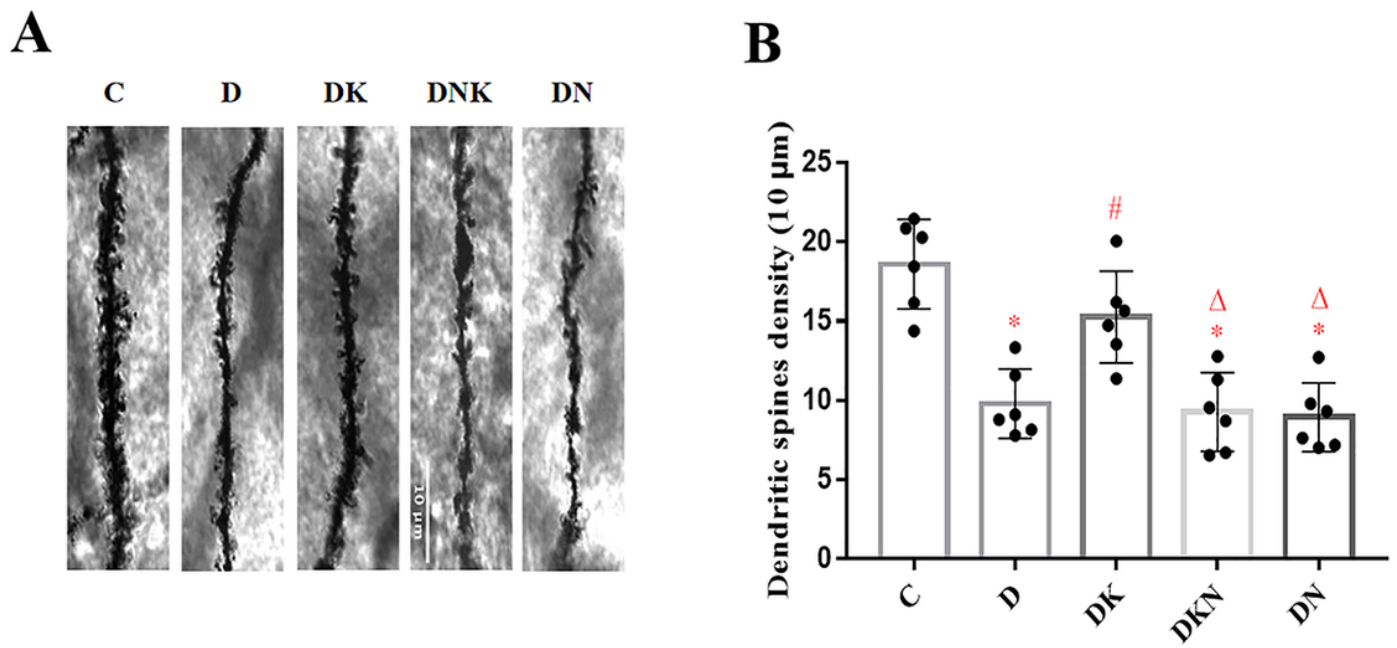 A
C D DK DNK DN
10 μm
B
Dendritic spines density (10 μm)
25
20
15
10
5
0
*
#
Δ
*
Δ
*
C D DK DKN DN